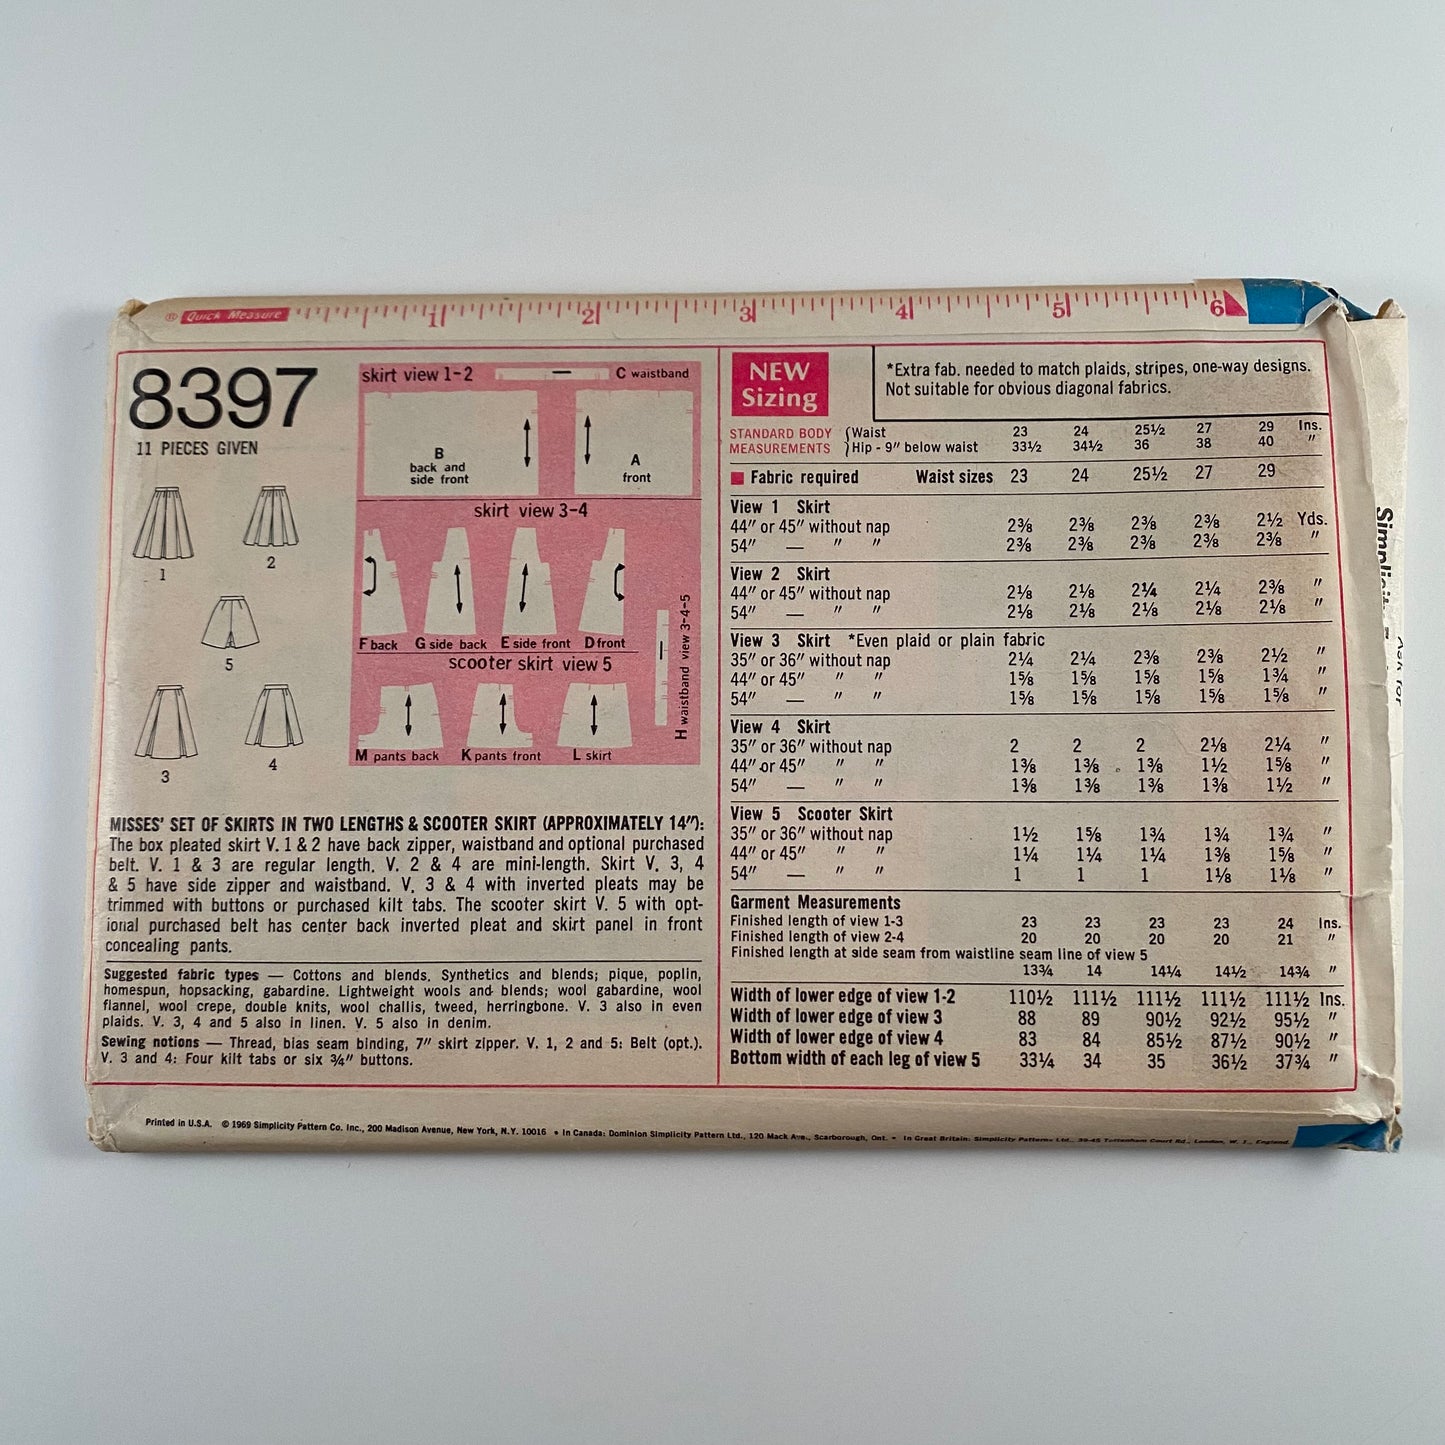 ® Quick Measure 1 2 3 4 5 6
8397
11 PIECES GIVEN
1
2
5
3
4
skirt view 1-2
C waistband
B
back and
side front
A
front
skirt view 3-4
F back G side back E side front D front
scooter skirt view 5
H waistband view 3-4-5
M pants back K pants front L skirt
MISSES' SET OF SKIRTS IN TWO LENGTHS & SCOOTER SKIRT (APPROXIMATELY 14"):
The box pleated skirt V. 1 & 2 have back zipper, waistband and optional purchased
belt. V. 1 & 3 are regular length. V. 2 & 4 are mini-length. Skirt V. 3, 4
& 5 have side zipper and waistband. V. 3 & 4 with inverted pleats may be
trimmed with buttons or purchased kilt tabs. The scooter skirt V. 5 with opt-
ional purchased belt has center back inverted pleat and skirt panel in front
concealing pants.
Suggested fabric types — Cottons and blends. Synthetics and blends; pique, poplin,
homespun, hopsacking, gabardine. Lightweight wools and blends; wool gabardine, wool
flannel, wool crepe, double knits, wool challis, tweed, herringbone. V. 3 also in even
plaids. V. 3, 4 and 5 also in linen. V. 5 also in denim.
Sewing notions — Thread, bias seam binding, 7" skirt zipper. V. 1, 2 and 5: Belt (opt.).
V. 3 and 4: Four kilt tabs or six ¾" buttons.
NEW
Sizing
*Extra fab. needed to match plaids, stripes, one-way designs.
Not suitable for obvious diagonal fabrics.
STANDARD BODY
MEASUREMENTS
{Waist 23 24 25½ 27 29 Ins.
Hip - 9" below waist 33½ 34½ 36 38 40 "
Fabric required Waist sizes 23 24 25½ 27 29
View 1 Skirt
44" or 45" without nap 2⅜ 2⅜ 2⅜ 2⅜ 2½ Yds.
54" — " " 2⅜ 2⅜ 2⅜ 2⅜ 2⅜ "
View 2 Skirt
44" or 45" without nap 2⅛ 2⅛ 2¼ 2¼ 2⅜ "
54" — " " 2⅛ 2⅛ 2⅛ 2⅛ 2⅛ "
View 3 Skirt *Even plaid or plain fabric
35" or 36" without nap 2¼ 2¼ 2⅜ 2⅜ 2½ "
44" or 45" " " 1⅝ 1⅝ 1⅝ 1⅝ 1¾ "
54" — " " 1⅝ 1⅝ 1⅝ 1⅝ 1⅝ "
View 4 Skirt
35" or 36" without nap 2 2 2 2⅛ 2¼ "
44" or 45" " " 1⅜ 1⅜ 1⅜ 1½ 1⅝ "
54" — " " 1⅜ 1⅜ 1⅜ 1⅜ 1½ "
View 5 Scooter Skirt
35" or 36" without nap 1½ 1⅝ 1¾ 1¾ 1¾ "
44" or 45" " " 1¼ 1¼ 1¼ 1⅜ 1⅝ "
54" — " " 1 1 1 1⅛ 1⅛ "
Garment Measurements
Finished length of view 1-3 23 23 23 23 24 Ins.
Finished length of view 2-4 20 20 20 20 21 "
Finished length at side seam from waistline seam line of view 5
13¾ 14 14¼ 14½ 14¾ "
Width of lower edge of view 1-2 110½ 111½ 111½ 111½ 111½ Ins.
Width of lower edge of view 3 88 89 90½ 92½ 95½ "
Width of lower edge of view 4 83 84 85½ 87½ 90½ "
Bottom width of each leg of view 5 33¼ 34 35 36½ 37¾ "
Printed in U.S.A. © 1969 Simplicity Pattern Co. Inc., 200 Madison Avenue, New York, N.Y. 10016 • In Canada: Dominion Simplicity Pattern Ltd., 120 Mack Ave., Scarborough, Ont. • In Great Britain: Simplicity Patterns Ltd., 39-45 Tottenham Court Rd., London, W. 1., England.
Ask for